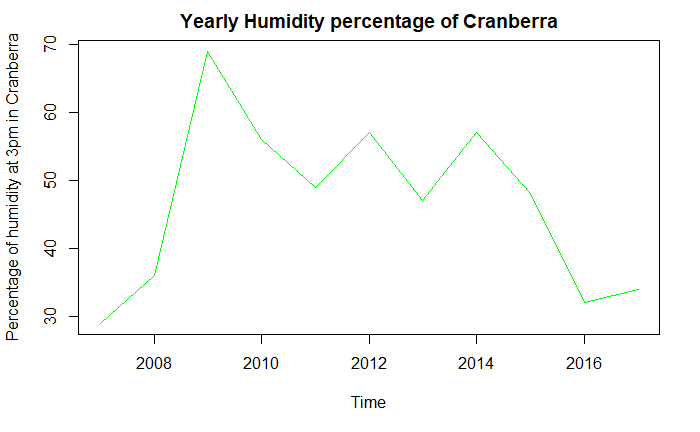 Yearly Humidity percentage of Cranberra
Percentage of humidity at 3pm in Cranberra
70
60
50
40
30
2008 2010 2012 2014 2016
Time